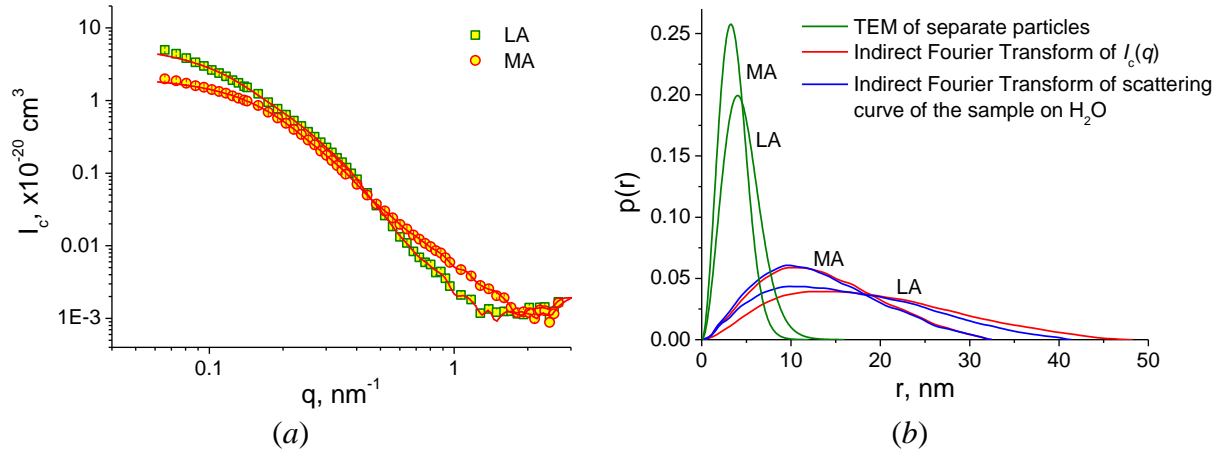 10
1
0.1
0.01
1E-3
I_c, x10^-20 cm^3
LA
MA
0.1
1
q, nm^-1
(a)
0.25
0.20
0.15
0.10
0.05
0.00
p(r)
TEM of separate particles
Indirect Fourier Transform of I_c(q)
Indirect Fourier Transform of scattering
curve of the sample on H₂O
MA
LA
MA
LA
0
10
20
30
40
50
r, nm
(b)